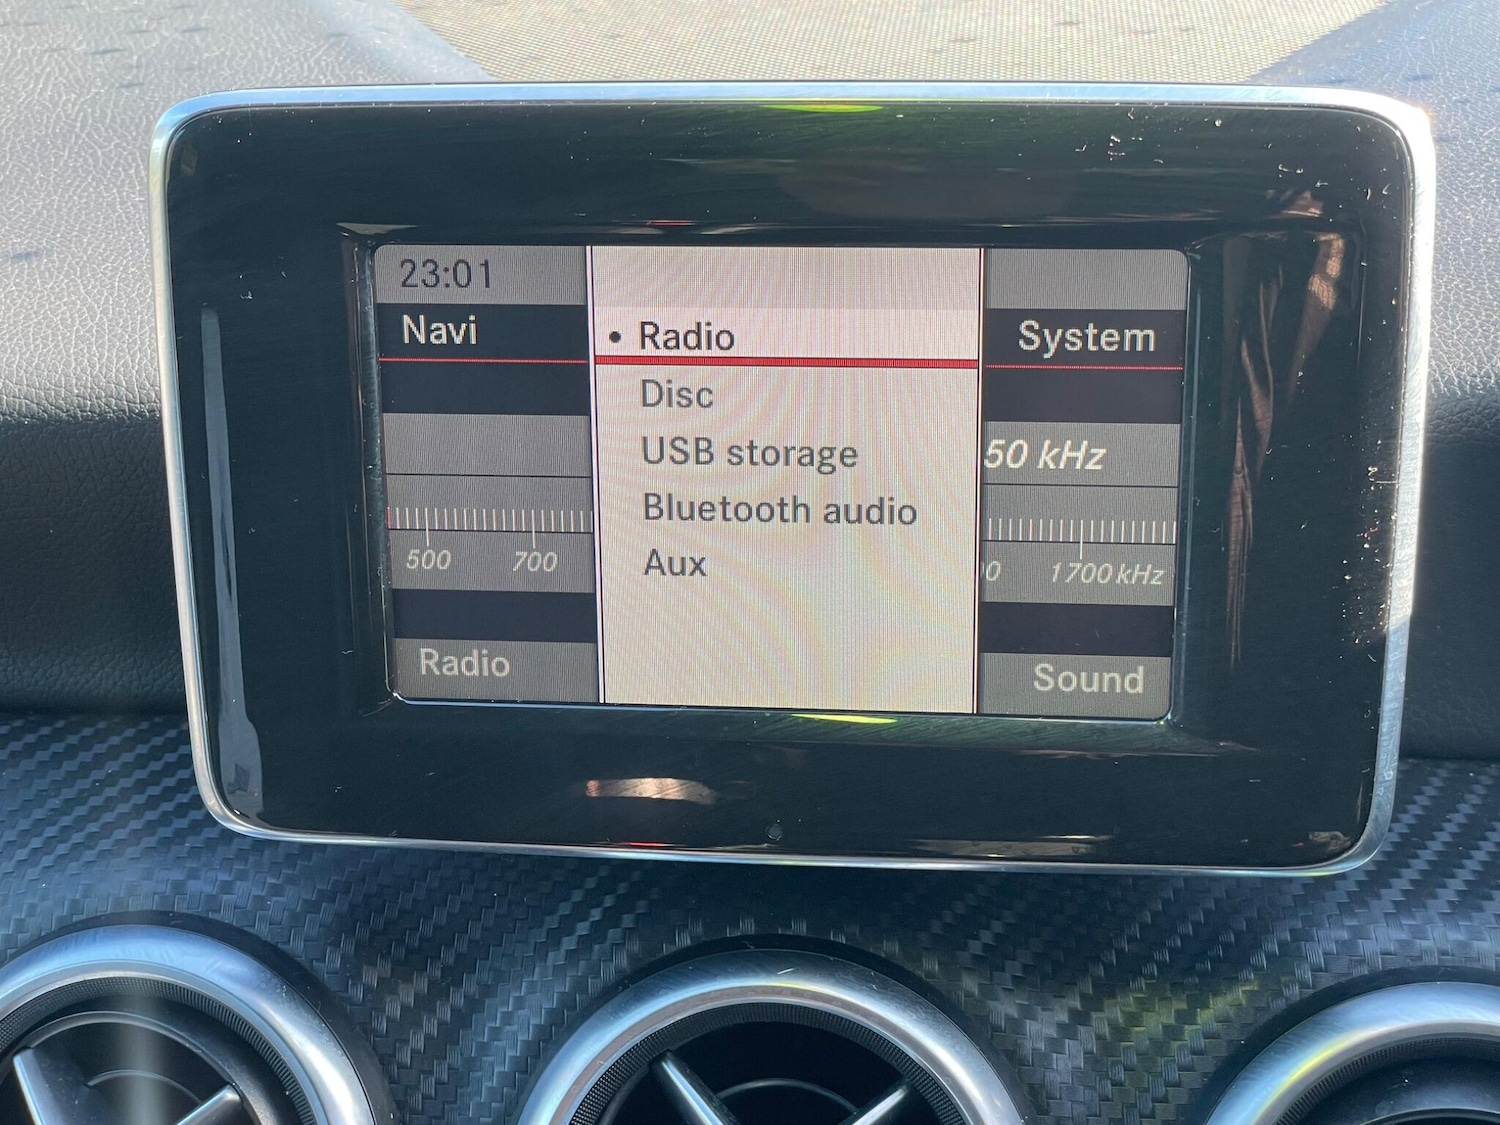 23:01
Navi
• Radio
System
Disc
USB storage
50 kHz
Bluetooth audio
500 700
00 1700 kHz
Aux
Radio
Sound